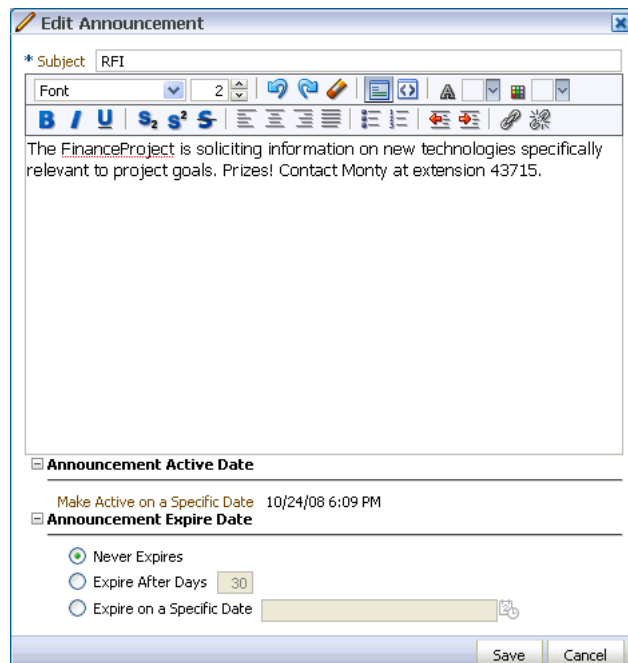 Edit Announcement
* Subject RFI
Font 2
B I U S2 S2 S
The FinanceProject is soliciting information on new technologies specifically
relevant to project goals. Prizes! Contact Monty at extension 43715.
Announcement Active Date
Make Active on a Specific Date 10/24/08 6:09 PM
Announcement Expire Date
Never Expires
Expire After Days 30
Expire on a Specific Date
Save Cancel